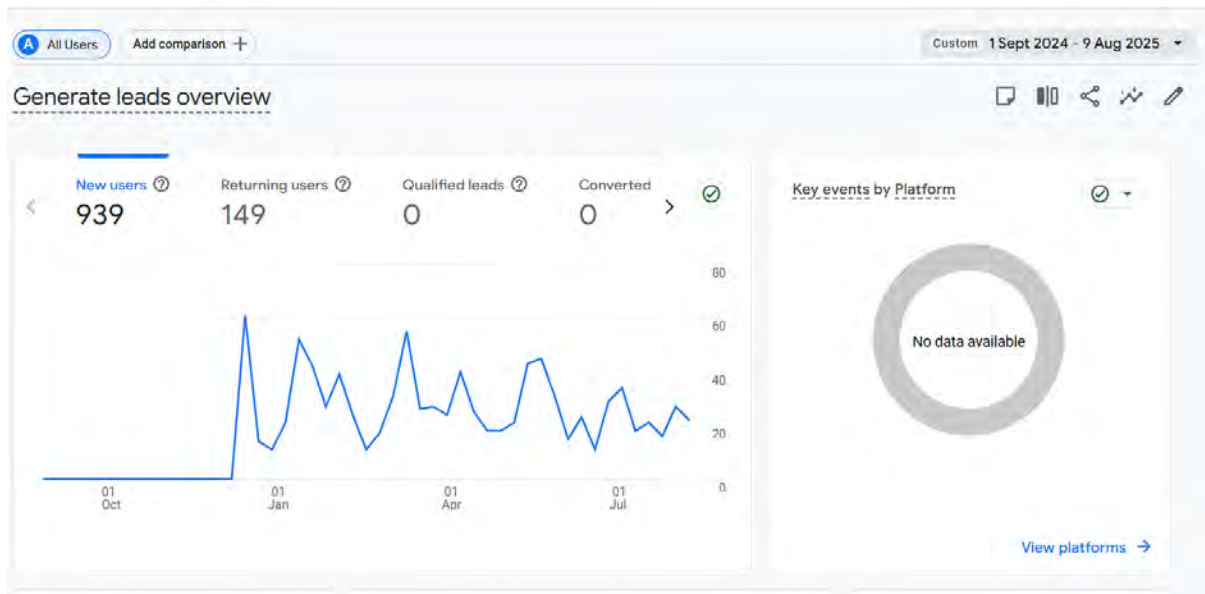 A All Users Add comparison + Custom 1 Sept 2024 - 9 Aug 2025
Generate leads overview
New users Returning users Qualified leads Converted
939 149 0 0
80
60
40
20
0
01 01 01 01
Oct Jan Apr Jul
Key events by Platform
No data available
View platforms